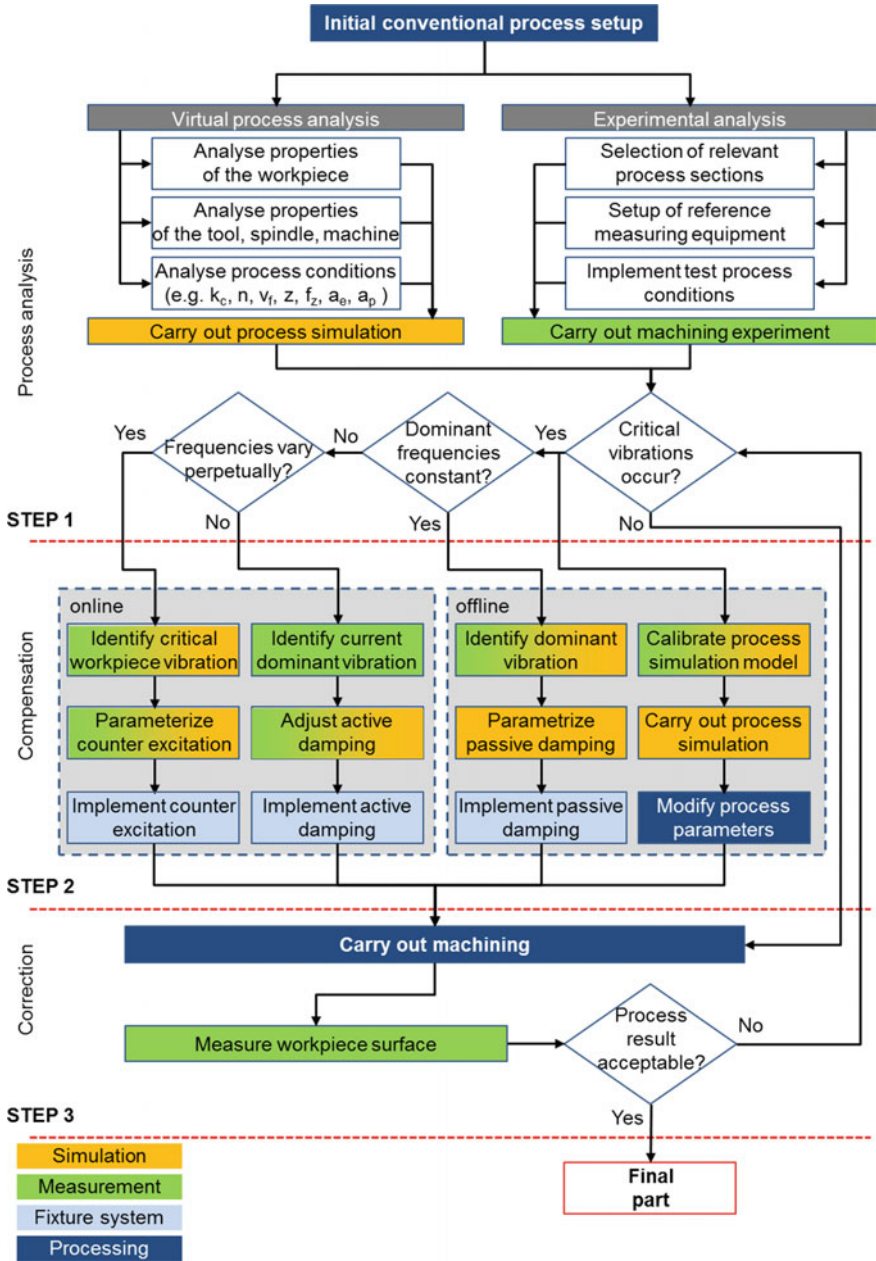 Initial conventional process setup
Virtual process analysis
Experimental analysis
Analyse properties
of the workpiece
Selection of relevant
process sections
Analyse properties
of the tool, spindle, machine
Setup of reference
measuring equipment
Analyse process conditions
(e.g. kc, n, vf, z, fz, ae, ap )
Implement test process
conditions
Carry out process simulation
Carry out machining experiment
Process analysis
Yes
Frequencies vary
perpetually?
No
Dominant
frequencies
constant?
Yes
Critical
vibrations
occur?
STEP 1
No
Yes
No
Compensation
online
Identify critical
workpiece vibration
Identify current
dominant vibration
Parameterize
counter excitation
Adjust active
damping
Implement counter
excitation
Implement active
damping
offline
Identify dominant
vibration
Calibrate process
simulation model
Parametrize
passive damping
Carry out process
simulation
Implement passive
damping
Modify process
parameters
STEP 2
Correction
Carry out machining
Measure workpiece surface
Process
result
acceptable?
No
STEP 3
Yes
Simulation
Measurement
Fixture system
Processing
Final
part